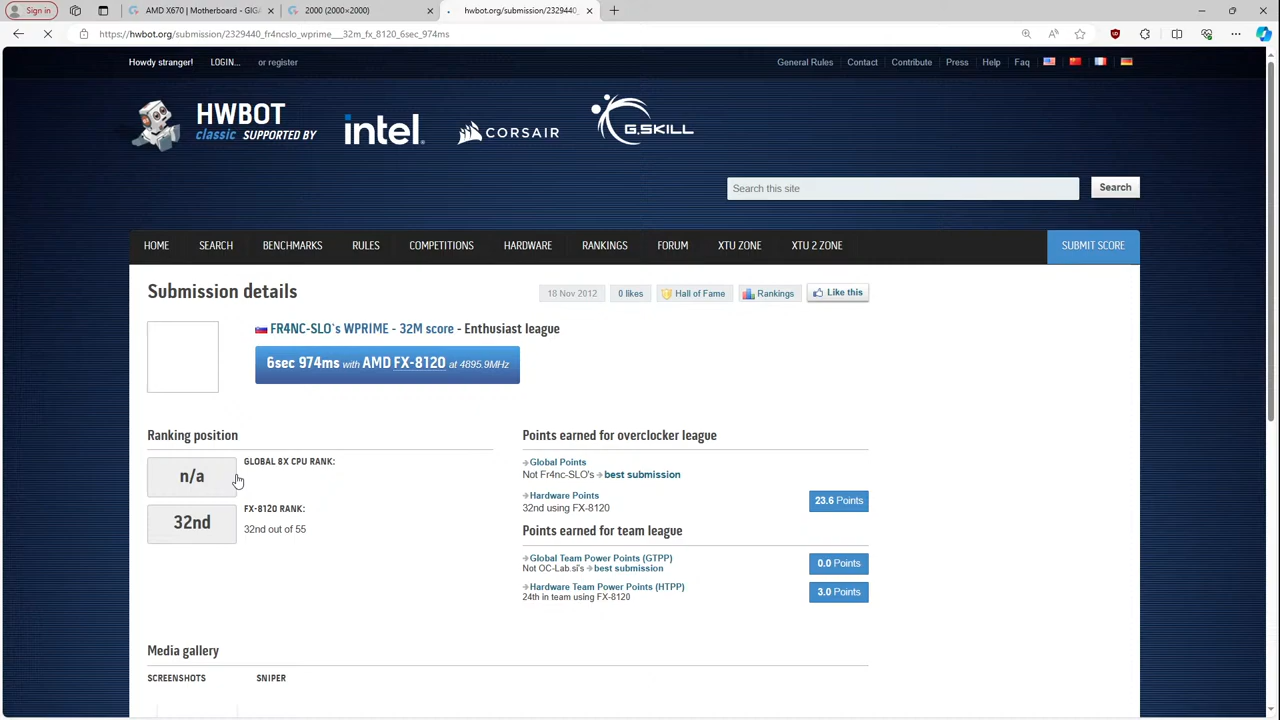 Sign in
AMD X670 | Motherboard - GIGA
2000 (2000×2000)
hwbot.org/submission/2329440_
https://hwbot.org/submission/2329440_fr4ncslo_wprime__32m_fx_8120_6sec_974ms
Howdy stranger! LOGIN... or register
General Rules Contact Contribute Press Help Faq
HWBOT
classic SUPPORTED BY
intel.
CORSAIR
G.SKILL
Search this site
Search
HOME SEARCH BENCHMARKS RULES COMPETITIONS HARDWARE RANKINGS FORUM XTU ZONE XTU 2 ZONE SUBMIT SCORE
Submission details
18 Nov 2012 0 likes Hall of Fame Rankings Like this
FR4NC-SLO`s WPRIME - 32M score - Enthusiast league
6sec 974ms with AMD FX-8120 at 4895.9MHz
Ranking position
n/a
GLOBAL 8X CPU RANK:
32nd
FX-8120 RANK:
32nd out of 55
Points earned for overclocker league
Global Points
Not Fr4nc-SLO's best submission
Hardware Points
32nd using FX-8120
23.6 Points
Points earned for team league
Global Team Power Points (GTPP)
Not OC-Lab.si's best submission
0.0 Points
Hardware Team Power Points (HTPP)
24th in team using FX-8120
3.0 Points
Media gallery
SCREENSHOTS SNIPER